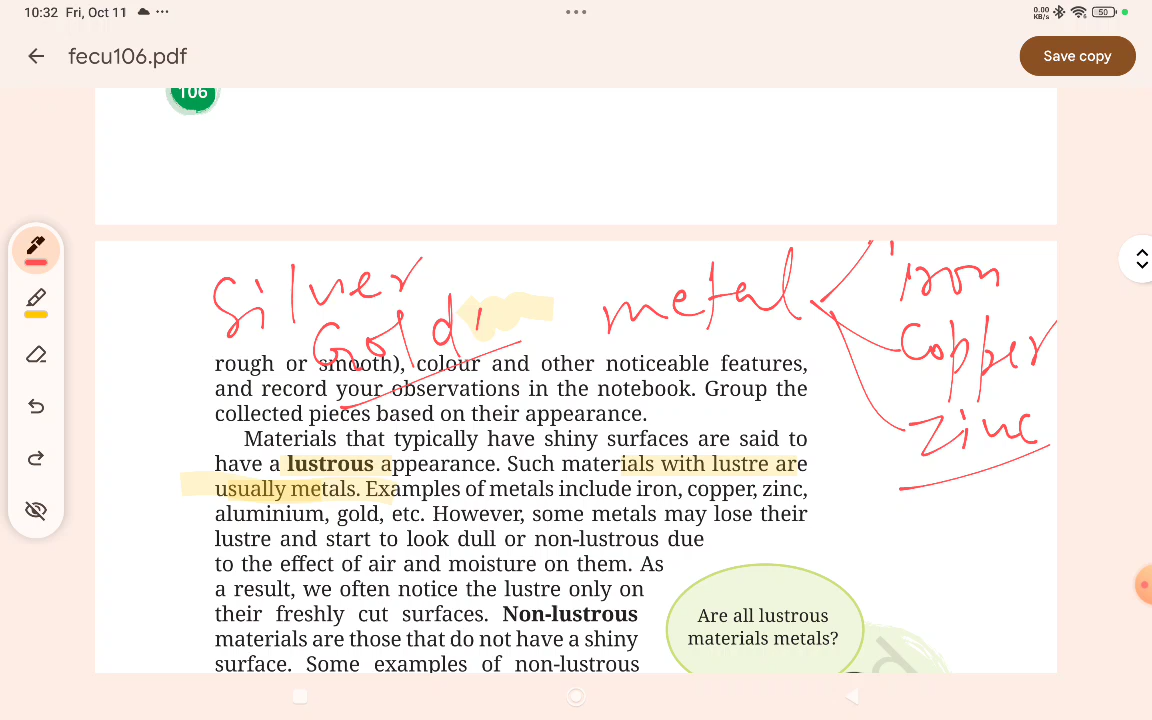 10:32 Fri, Oct 11
0.00 KB/s
50
fecu106.pdf
Save copy
106
Silver
Gold
metal
Iron
Copper
Zinc
rough or smooth), colour and other noticeable features,
and record your observations in the notebook. Group the
collected pieces based on their appearance.
Materials that typically have shiny surfaces are said to
have a lustrous appearance. Such materials with lustre are
usually metals. Examples of metals include iron, copper, zinc,
aluminium, gold, etc. However, some metals may lose their
lustre and start to look dull or non-lustrous due
to the effect of air and moisture on them. As
a result, we often notice the lustre only on
their freshly cut surfaces. Non-lustrous
materials are those that do not have a shiny
surface. Some examples of non-lustrous
Are all lustrous
materials metals?
d